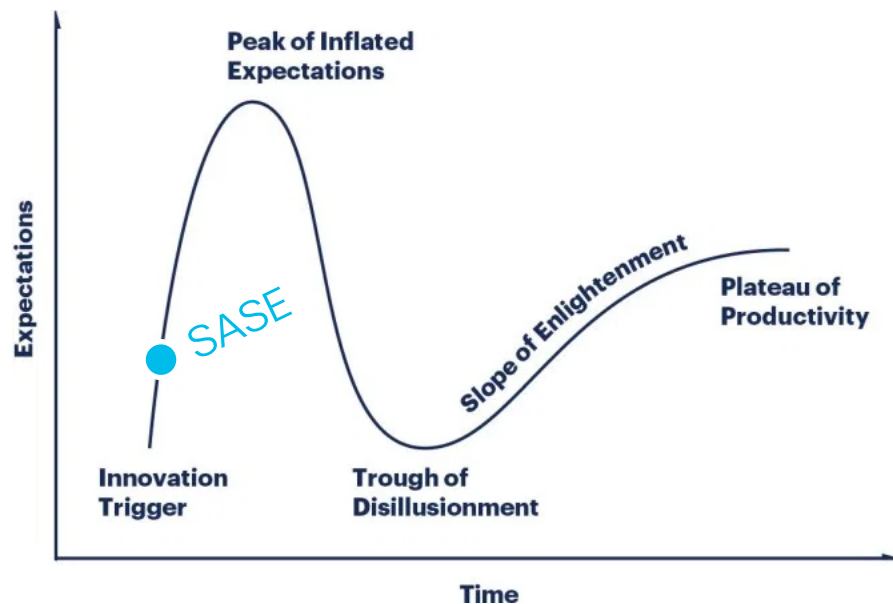 Peak of Inflated
Expectations
Expectations
SASE
Slope of Enlightenment
Plateau of
Productivity
Innovation
Trigger
Trough of
Disillusionment
Time